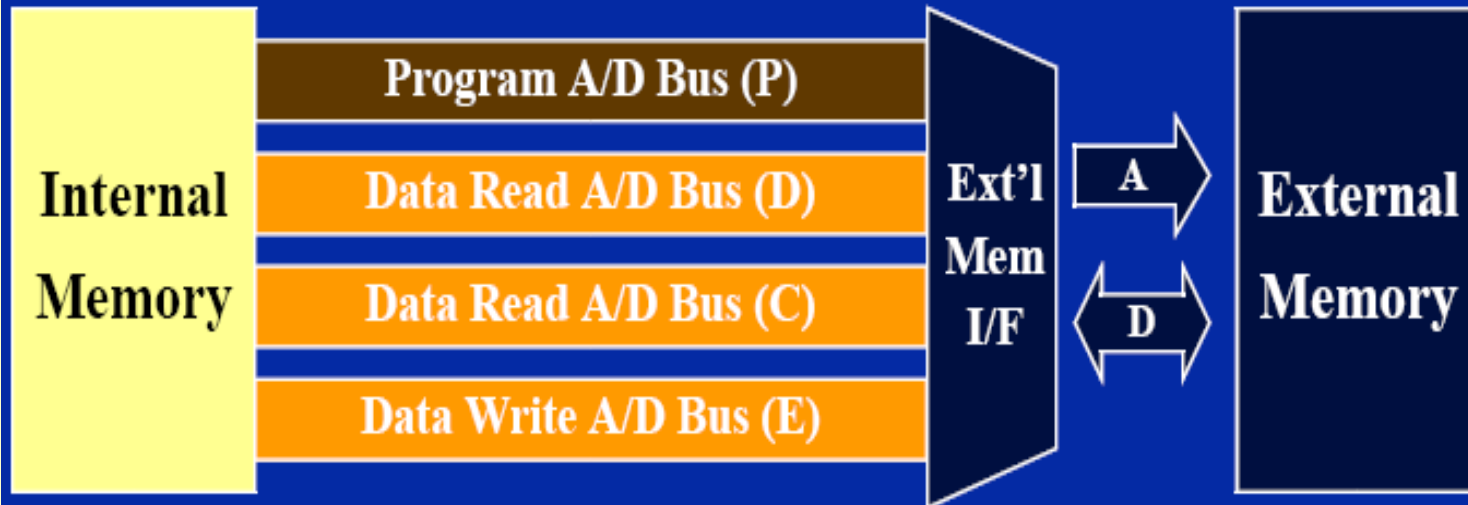 Internal
Memory
Program A/D Bus (P)
Data Read A/D Bus (D)
Data Read A/D Bus (C)
Data Write A/D Bus (E)
Ext’l
Mem
I/F
A
D
External
Memory